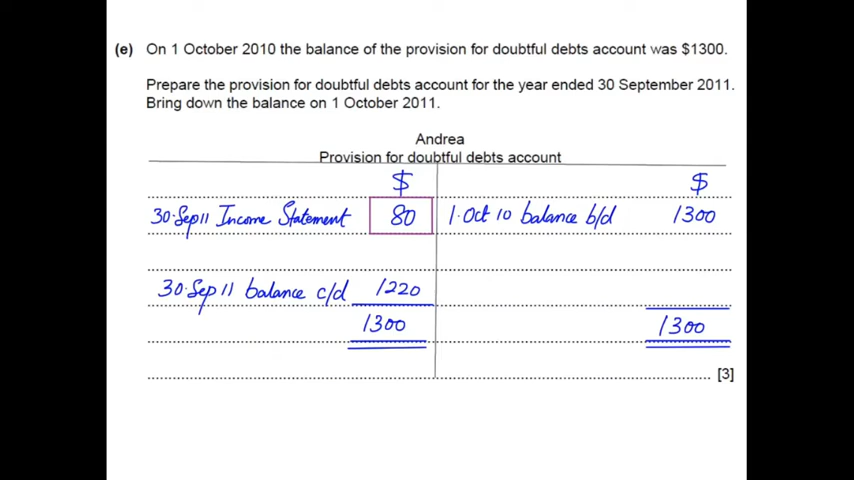 (e) On 1 October 2010 the balance of the provision for doubtful debts account was $1300.
Prepare the provision for doubtful debts account for the year ended 30 September 2011.
Bring down the balance on 1 October 2011.
Andrea
Provision for doubtful debts account
$ $
30.Sep11 Income Statement 80 1.Oct 10 balance b/d 1300
30.Sep 11 balance c/d 1220
1300 1300
[3]